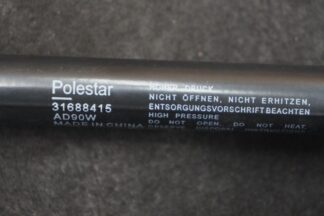 Polestar
31688415
AD90W
MADE IN CHINA
HOHER DRUCK
NICHT ÖFFNEN, NICHT ERHITZEN,
ENTSORGUNGSVORSCHRIFT BEACHTEN
HIGH PRESSURE
DO NOT OPEN. DO NOT HEAT.